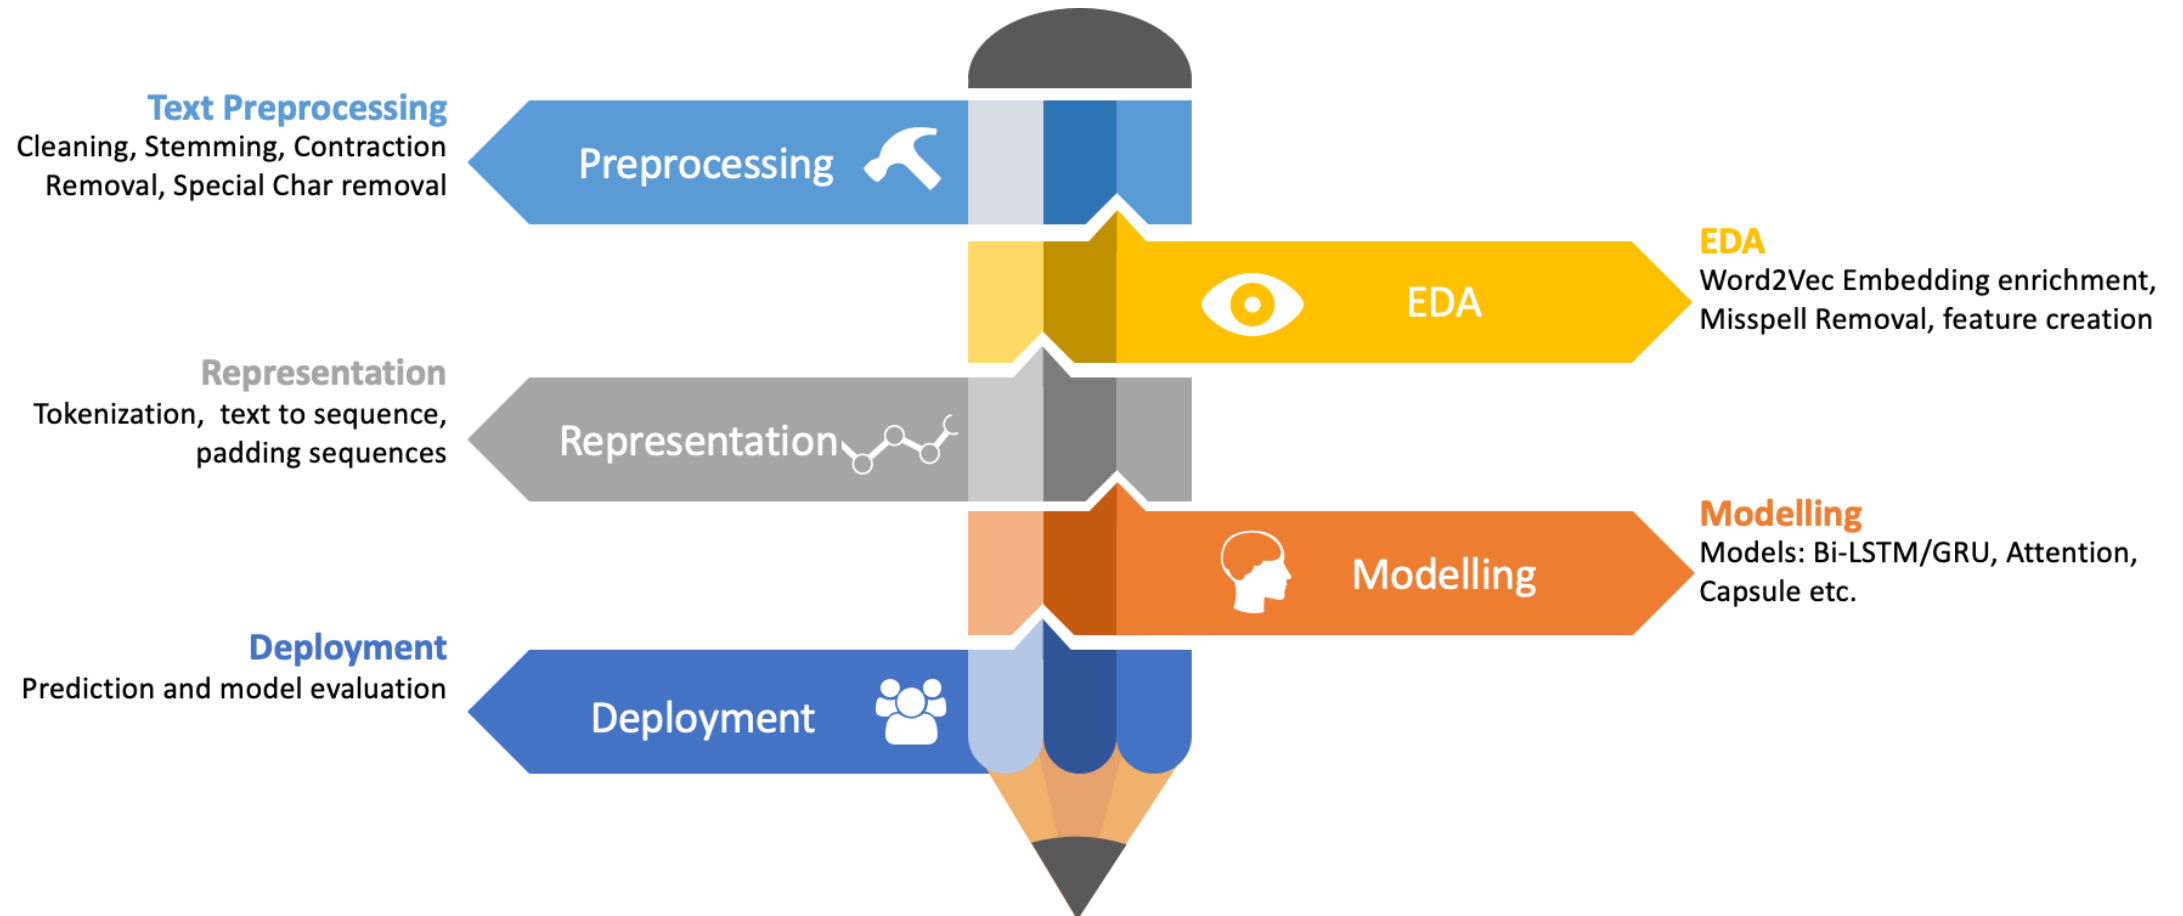 Text Preprocessing
Cleaning, Stemming, Contraction
Removal, Special Char removal
Preprocessing
EDA
EDA
Word2Vec Embedding enrichment,
Misspell Removal, feature creation
Representation
Tokenization,  text to sequence,
padding sequences
Representation
Modelling
Modelling
Models: Bi-LSTM/GRU, Attention,
Capsule etc.
Deployment
Prediction and model evaluation
Deployment